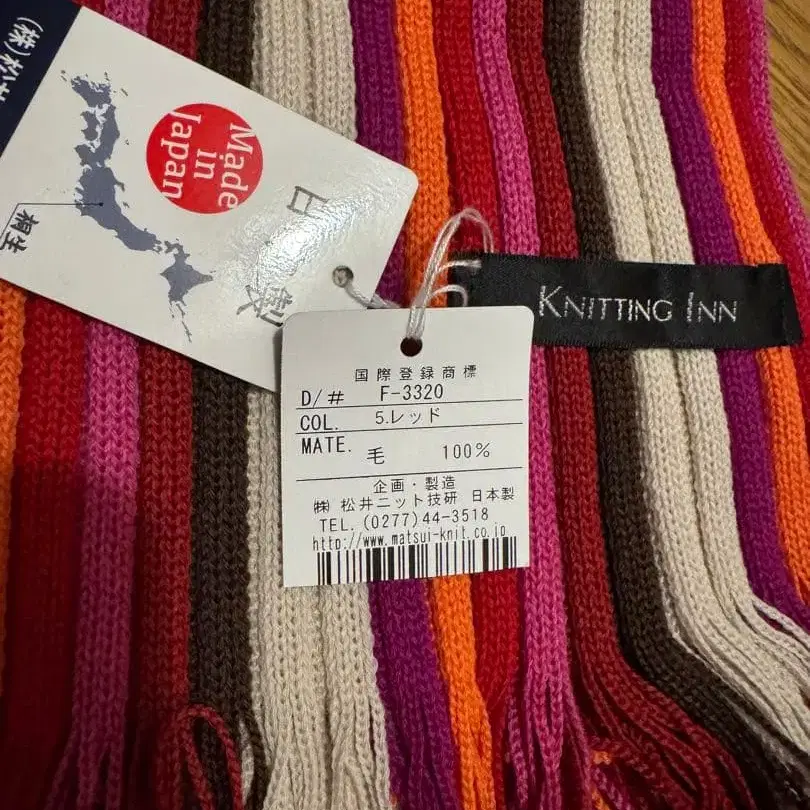 (株)松井
Made
in
Japan
桐生
日 製
KNITTING INN
国際登録商標
D/# F-3320
COL. 5.レッド
MATE. 毛 100%
企画・製造
㈱ 松井ニット技研 日本製
TEL. (0277)44-3518
http://www.matsui-knit.co.jp